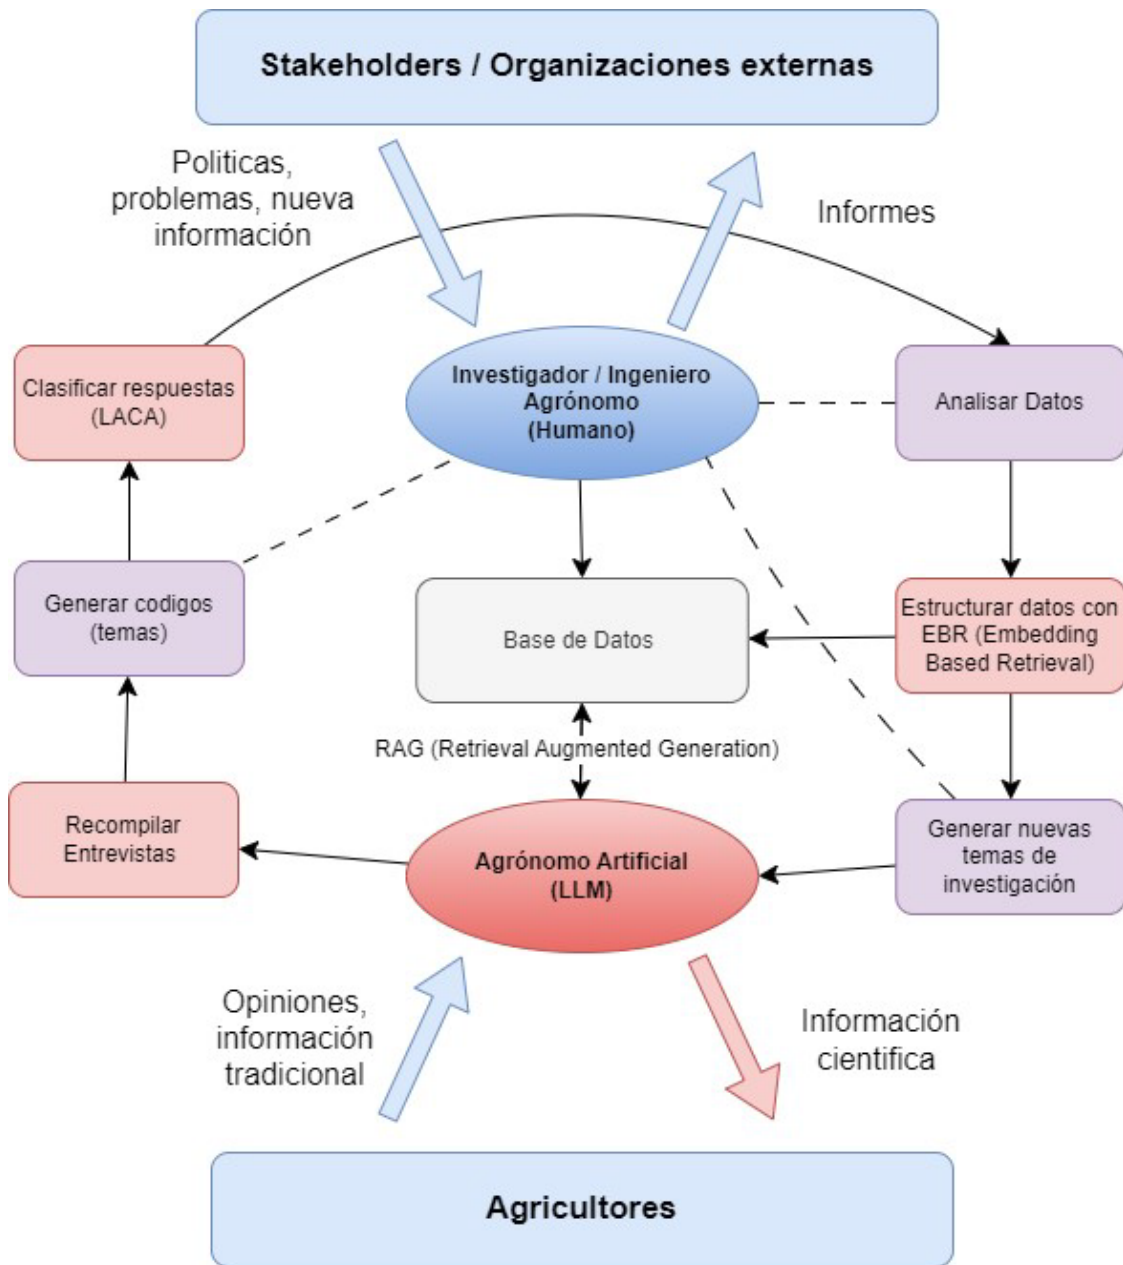 Stakeholders / Organizaciones externas
Politicas,
problemas, nueva
información
Informes
Clasificar respuestas
(LACA)
Investigador / Ingeniero
Agrónomo
(Humano)
Analisar Datos
Generar codigos
(temas)
Base de Datos
Estructurar datos con
EBR (Embedding
Based Retrieval)
RAG (Retrieval Augmented Generation)
Recompilar
Entrevistas
Agrónomo Artificial
(LLM)
Generar nuevas
temas de
investigación
Opiniones,
información
tradicional
Información
cientifica
Agricultores